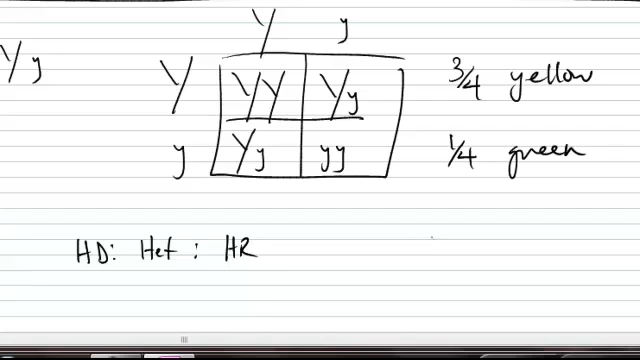 Y y
Yy Y YY Yy 3/4 yellow
y Yy yy 1/4 green
HD: Het : HR